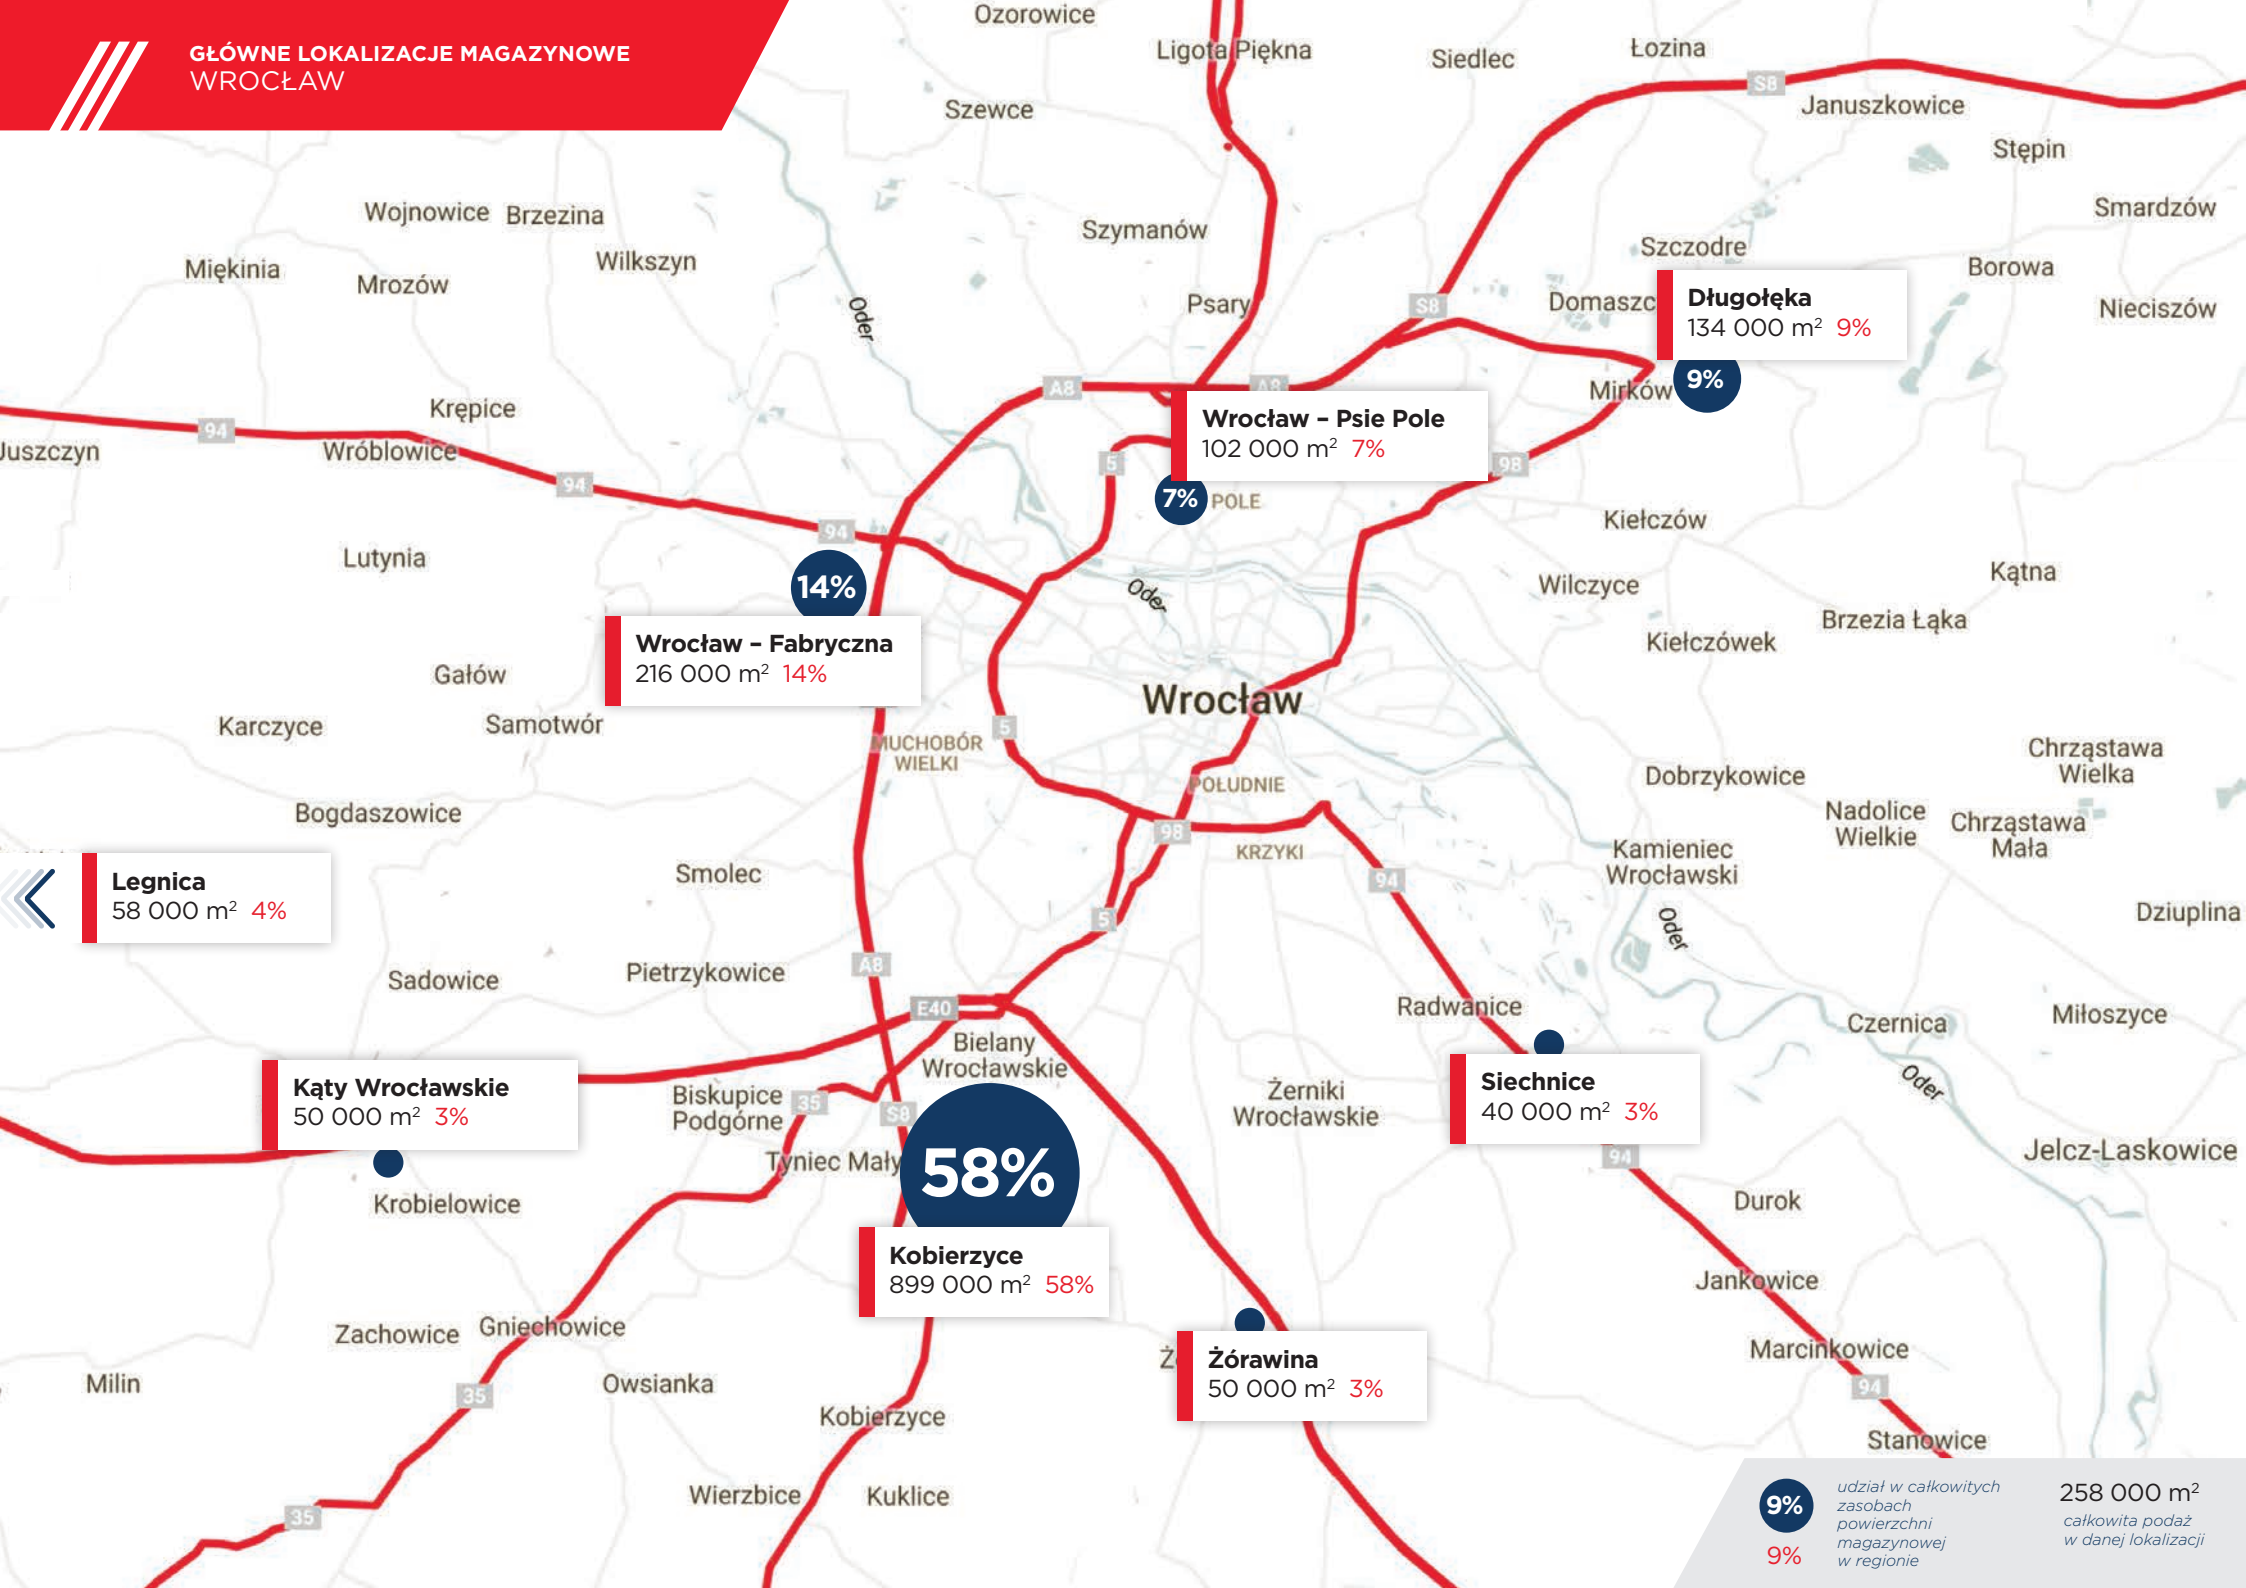 GŁÓWNE LOKALIZACJE MAGAZYNOWE
WROCŁAW
Ozorowice
Ligota Piękna
Siedlec
Łozina
S8
Januszkowice
Szewce
Stępin
Smardzów
Wojnowice
Brzezina
Szymanów
Szczodre
Miękinia
Mrozów
Wilkszyn
Borowa
Oder
Psary
S8
Domaszc
Długołęka
134 000 m² 9%
Nieciszów
A8
A8
Mirków
9%
Krępice
94
Wróblowice
Juszczyn
94
Wrocław – Psie Pole
102 000 m² 7%
5
98
7%
POLE
94
Kiełczów
Lutynia
14%
Oder
Wilczyce
Kątna
Wrocław – Fabryczna
216 000 m² 14%
Brzezia Łąka
Kiełczówek
Gałów
Wrocław
Karczyce
Samotwór
5
MUCHOBÓR
WIELKI
Chrząstawa
Wielka
POŁUDNIE
Dobrzykowice
Bogdaszowice
Nadolice
Wielkie
Chrząstawa
Mała
98
KRZYKI
Kamieniec
Wrocławski
Legnica
58 000 m² 4%
Smolec
94
5
Oder
Dziuplina
A8
Sadowice
Pietrzykowice
E40
Radwanice
Czernica
Miłoszyce
Bielany
Wrocławskie
Kąty Wrocławskie
50 000 m² 3%
Biskupice
Podgórne
35
S8
Żerniki
Wrocławskie
Siechnice
40 000 m² 3%
Oder
94
Jelcz-Laskowice
Tyniec Mały
58%
Krobielowice
Durok
Kobierzyce
899 000 m² 58%
Jankowice
Zachowice
Gniechowice
Marcinkowice
Ż
Żórawina
50 000 m² 3%
Milin
35
Owsianka
94
Kobierzyce
Stanowice
Wierzbice
Kuklice
35
9%
9%
udział w całkowitych
zasobach
powierzchni
magazynowej
w regionie
258 000 m²
całkowita podaż
w danej lokalizacji